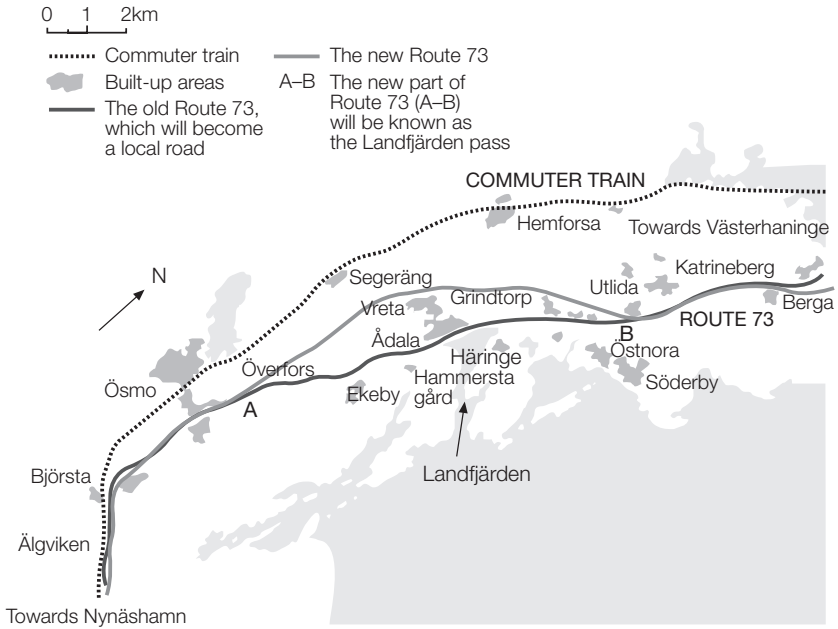 0 1 2km
Commuter train
Built-up areas
The old Route 73,
which will become
a local road
The new Route 73
A–B The new part of
Route 73 (A–B)
will be known as
the Landfjärden pass
COMMUTER TRAIN
Hemforsa
Towards Västerhaninge
N
Segeräng
Katrineberg
Utlida
Vreta
Grindtorp
Berga
ROUTE 73
B
Ådala
Överfors
Häringe
Östnora
Hammersta
gård
Söderby
Ösmo
Ekeby
A
Landfjärden
Björsta
Älgviken
Towards Nynäshamn